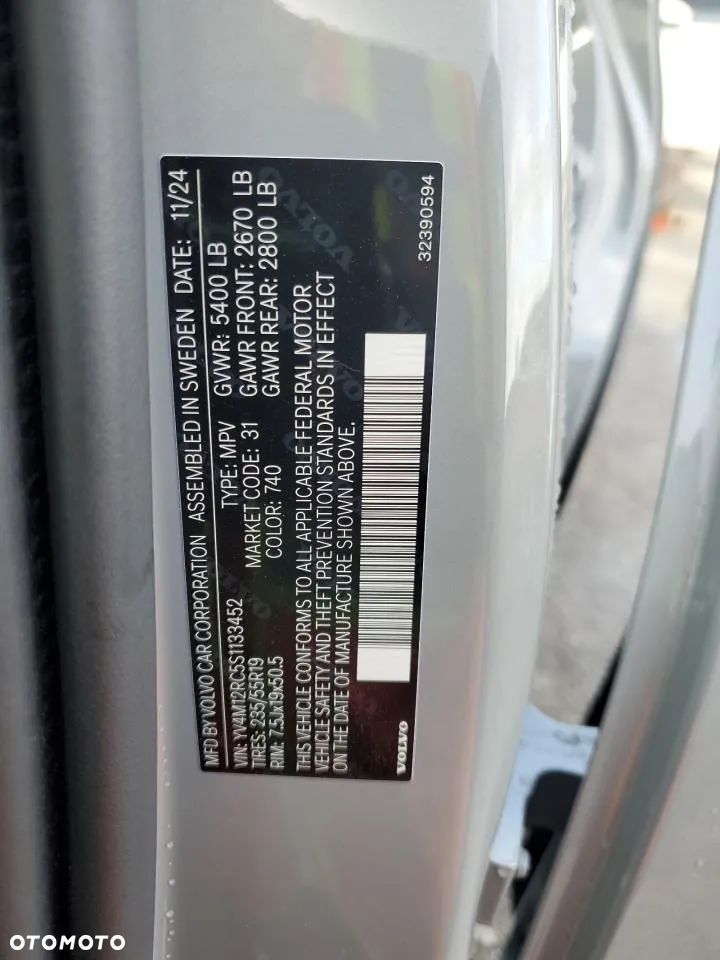 MFD BY VOLVO CAR CORPORATION ASSEMBLED IN SWEDEN DATE: 11/24
VIN: YV4M12RC5S1133452 TYPE: MPV GVWR: 5400 LB
TIRES: 235/55R19 MARKET CODE: 31 GAWR FRONT: 2670 LB
RIM: 7.5Jx19x50.5 COLOR: 740 GAWR REAR: 2800 LB
THIS VEHICLE CONFORMS TO ALL APPLICABLE FEDERAL MOTOR
VEHICLE SAFETY AND THEFT PREVENTION STANDARDS IN EFFECT
ON THE DATE OF MANUFACTURE SHOWN ABOVE.
VOLVO 32390594
OTOMOTO